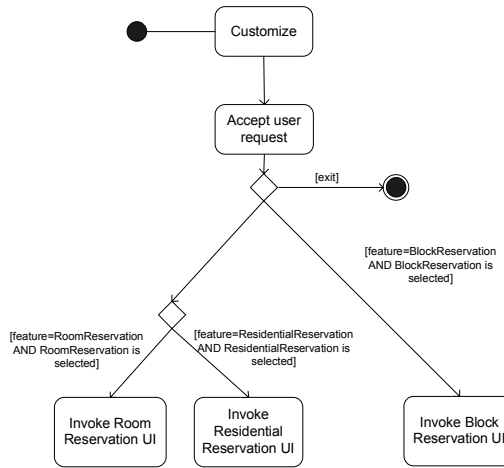 Customize
Accept user
request
[exit]
[feature=BlockReservation
AND BlockReservation is
selected]
[feature=RoomReservation
AND RoomReservation is
selected]
[feature=ResidentialReservation
AND ResidentialReservation is
selected]
Invoke Room
Reservation UI
Invoke
Residential
Reservation UI
Invoke Block
Reservation UI